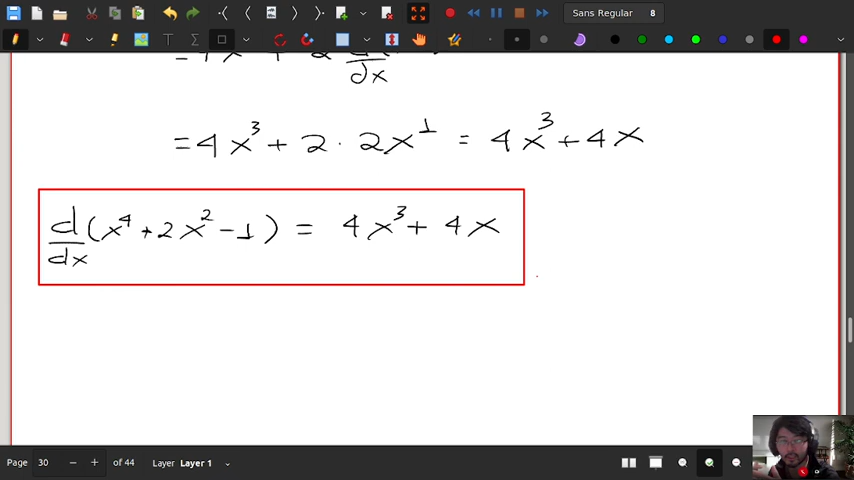 Sans Regular 8
dx
= 4x³ + 2 · 2x¹ = 4x³ + 4x
d/dx (x⁴ + 2x² - 1) = 4x³ + 4x
Page 30 of 44 Layer Layer 1